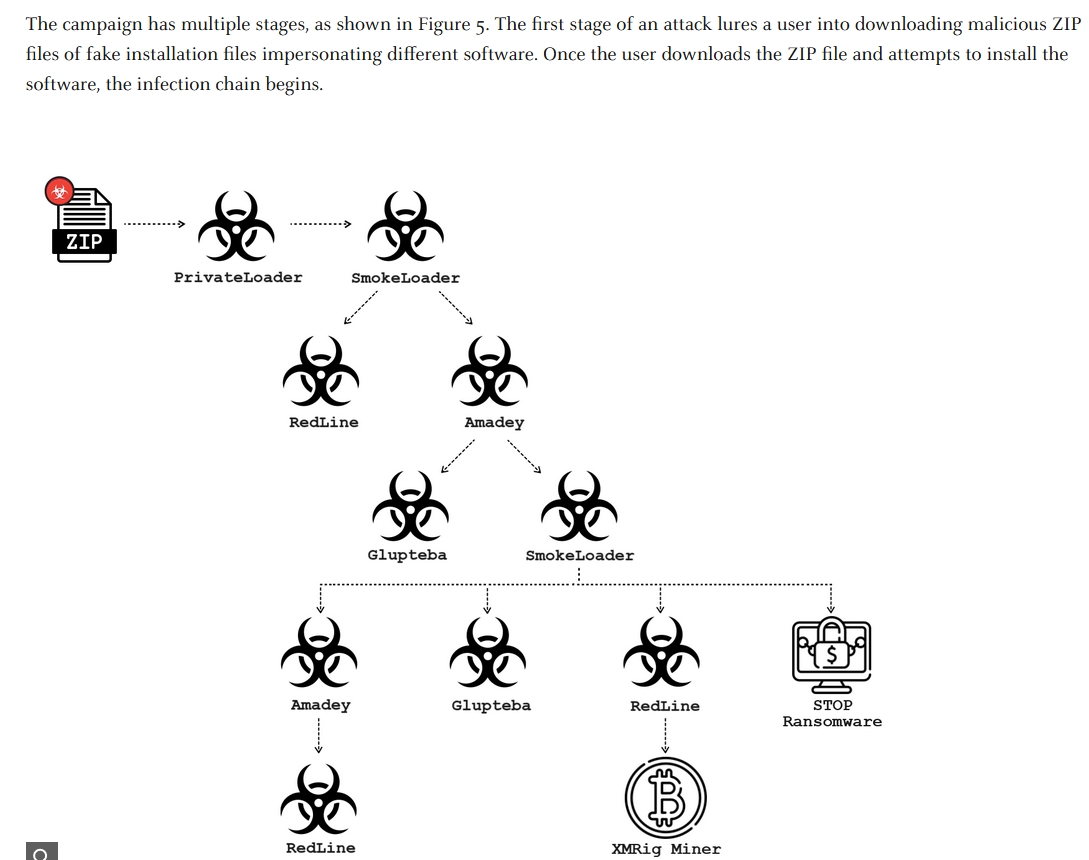 The campaign has multiple stages, as shown in Figure 5. The first stage of an attack lures a user into downloading malicious ZIP
files of fake installation files impersonating different software. Once the user downloads the ZIP file and attempts to install the
software, the infection chain begins.
ZIP
PrivateLoader
SmokeLoader
RedLine
Amadey
Glupteba
SmokeLoader
$
Amadey
Glupteba
RedLine
STOP
Ransomware
RedLine
XMRig Miner